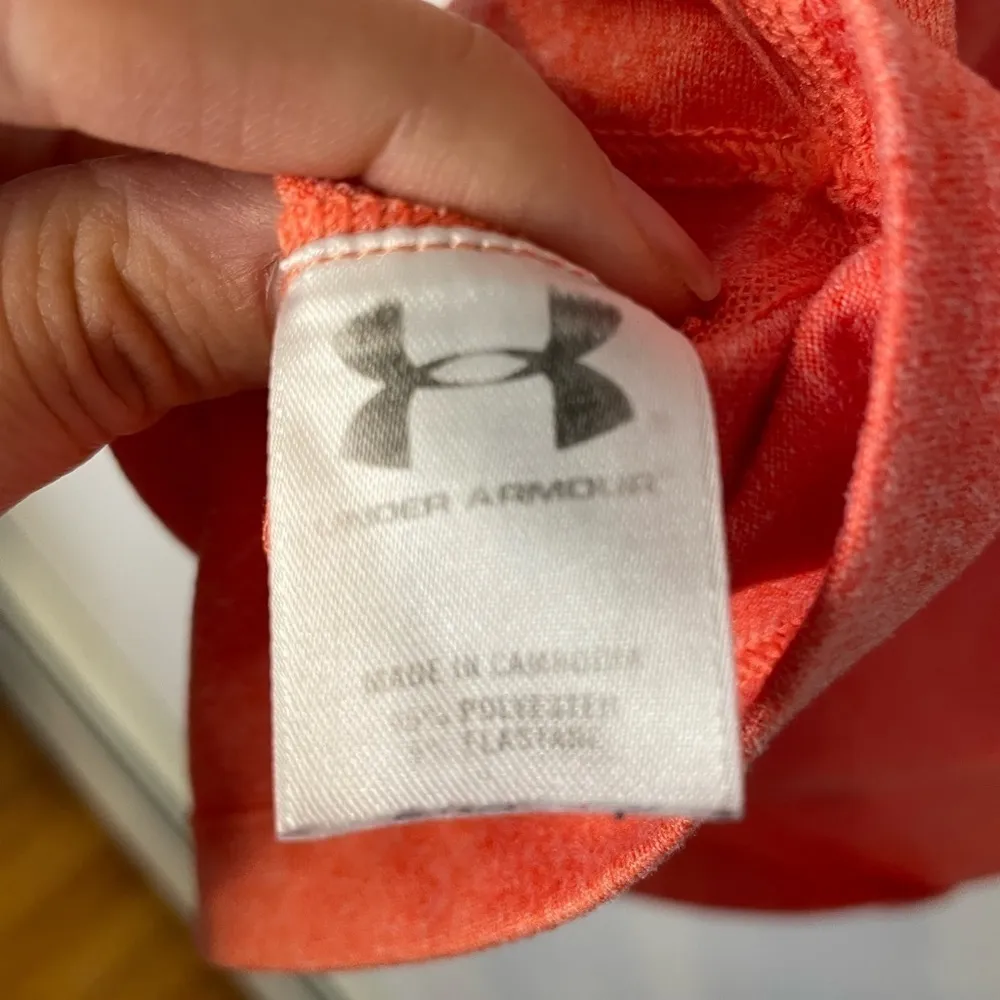 UNDER ARMOUR
MADE IN CAMBODIA
POLYESTER
ELASTANE